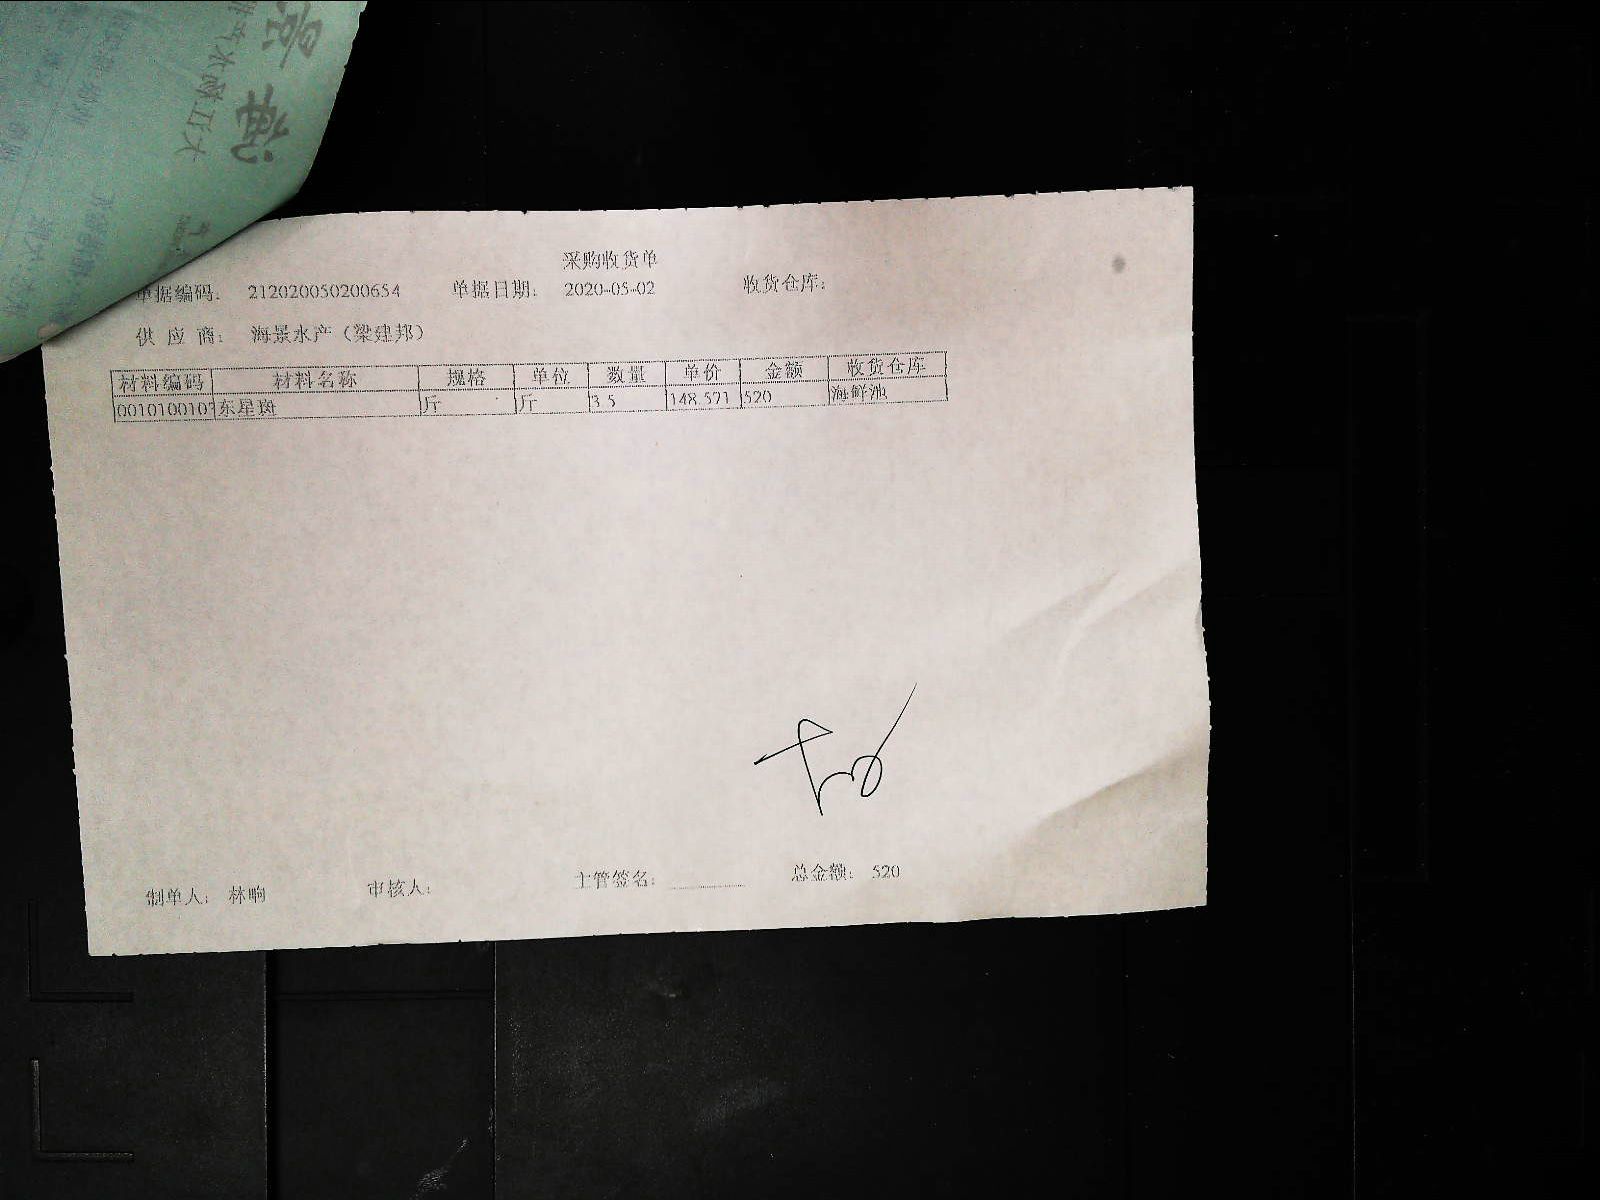 采购收货单
单据编码： 212020050200654 单据日期： 2020-05-02 收货仓库：
供 应 商： 海景水产（梁建邦）
材料编码 材料名称 规格 单位 数量 单价 金额 收货仓库
001010010 东星斑 斤 斤 3.5 148.571 520 海鲜池
制单人： 林晌 审核人： 主管签名： 总金额： 520